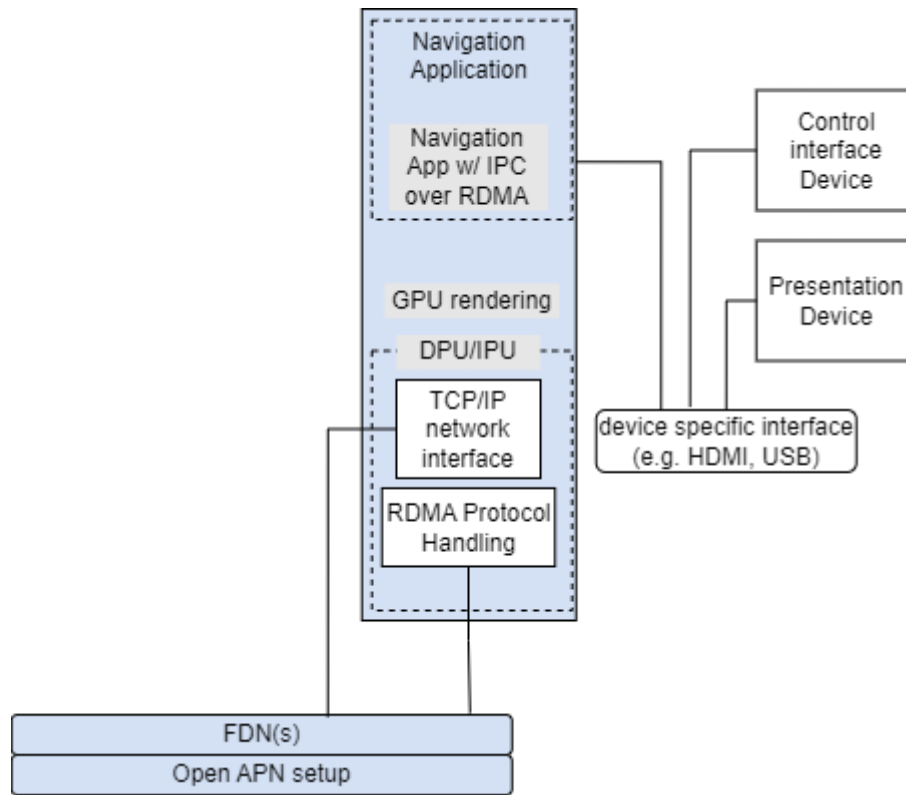 Navigation
Application
Navigation
App w/ IPC
over RDMA
GPU rendering
DPU/IPU
TCP/IP
network
interface
RDMA Protocol
Handling
Control
interface
Device
Presentation
Device
device specific interface
(e.g. HDMI, USB)
FDN(s)
Open APN setup